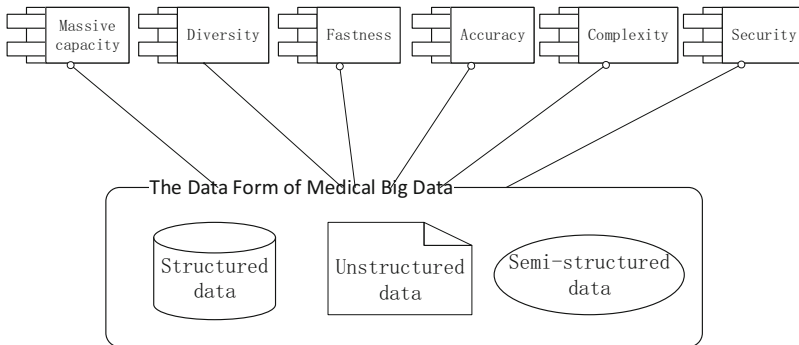 Massive
capacity
Diversity
Fastness
Accuracy
Complexity
Security
The Data Form of Medical Big Data
Structured
data
Unstructured
data
Semi-structured
data